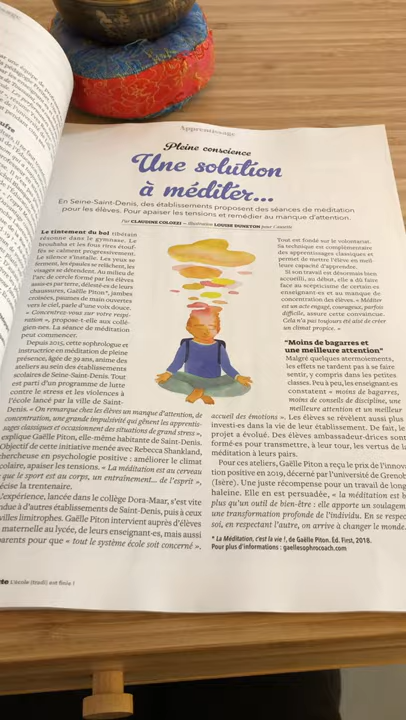 Apprentissage
Pleine conscience
Une solution
à méditer...
En Seine-Saint-Denis, des établissements proposent des séances de méditation
pour les élèves. Pour apaiser les tensions et remédier au manque d'attention.
Par CLAUDINE COLOZZI – Illustration LOUISE DUNETON pour l'autre
Le tintement du bol tibétain
résonne dans le gymnase. Le
brouhaha et les fous rires étouf-
fés se calment progressivement.
Le silence s'installe. Les yeux se
ferment, les épaules se relâchent, les
visages se détendent. Au milieu de
l'arc de cercle formé par les élèves
assis·es par terre, délesté·es de leurs
chaussures, Gaëlle Piton, jambes
croisées, paumes de main ouvertes
vers le ciel, parle d'une voix douce.
« Concentrez-vous sur votre respi-
ration », propose-t-elle aux collé-
gien·nes. La séance de méditation
peut commencer.
Depuis 2015, cette sophrologue et
instructrice en méditation de pleine
présence, âgée de 39 ans, anime des
ateliers au sein des établissements
scolaires de Seine-Saint-Denis. Tout
est parti d'un programme de lutte
contre le stress et les violences à
l'école lancé par la ville de Saint-
Denis. « On remarque chez les élèves un manque d'attention, de
concentration, une grande impulsivité qui gênent les apprentis-
sages classiques et occasionnent des situations de grand stress »,
explique Gaëlle Piton, elle-même habitante de Saint-Denis.
Objectif de cette initiative menée avec Rebecca Shankland,
chercheuse en psychologie positive : améliorer le climat
scolaire, apaiser les tensions. « La méditation est au cerveau
que le sport est au corps, un entraînement... de l'esprit »,
précise la trentenaire.
L'expérience, lancée dans le collège Dora-Maar, s'est vite
étendue à d'autres établissements de Saint-Denis, puis à ceux
villes limitrophes. Gaëlle Piton intervient auprès d'élèves
maternelle au lycée, de leurs enseignant·es, mais aussi
parents pour que « tout le système école soit concerné ».
Tout est fondé sur le volontariat.
Sa technique est complémentaire
des apprentissages classiques et
permet de mettre l'élève en meil-
leure capacité d'apprendre.
Si son travail est désormais bien
accueilli, au début, elle a dû faire
face au scepticisme de certain·es
enseignant·es et au manque de
concentration des élèves. « Méditer
est un acte engagé, courageux, parfois
difficile, assure cette convaincue.
Cela n'a pas toujours été aisé de créer
un climat propice. »
"Moins de bagarres et
une meilleure attention"
Malgré quelques atermoiements,
les effets ne tardent pas à se faire
sentir, y compris dans les petites
classes. Peu à peu, les enseignant·es
constatent « moins de bagarres,
moins de conseils de discipline, une
meilleure attention et un meilleur
accueil des émotions ». Les élèves se révèlent aussi plus
investi·es dans la vie de leur établissement. De fait, le
projet a évolué. Des élèves ambassadeur·drices sont
formé·es pour transmettre, à leur tour, les vertus de la
méditation à leurs pairs.
Pour ces ateliers, Gaëlle Piton a reçu le prix de l'innova-
tion positive en 2019, décerné par l'université de Grenoble
(Isère). Une juste récompense pour un travail de longue
haleine. Elle en est persuadée, « la méditation est bien
plus qu'un outil de bien-être : elle apporte un soulagement,
une transformation profonde de l'individu. En se respectant
soi, en respectant l'autre, on arrive à changer le monde.
* La Méditation, c'est la vie !, de Gaëlle Piton. Éd. First, 2018.
Pour plus d'informations : gaellesophrocoach.com
L'école (tradi) est finie !